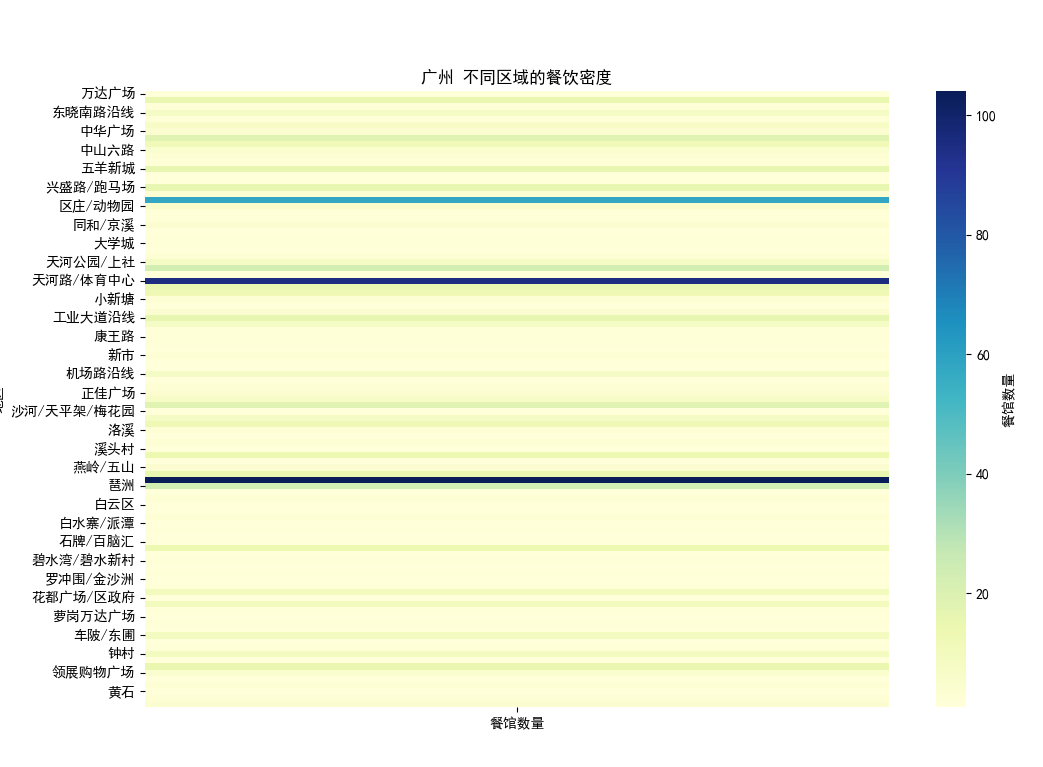 广州 不同区域的餐饮密度
万达广场
东晓南路沿线
中华广场
中山六路
五羊新城
兴盛路/跑马场
区庄/动物园
同和/京溪
大学城
天河公园/上社
天河路/体育中心
小新塘
工业大道沿线
康王路
新市
机场路沿线
正佳广场
沙河/天平架/梅花园
洛溪
溪头村
燕岭/五山
琶洲
白云区
白水寨/派潭
石牌/百脑汇
碧水湾/碧水新村
罗冲围/金沙洲
花都广场/区政府
萝岗万达广场
车陂/东圃
钟村
领展购物广场
黄石
餐馆数量
100
80
60
40
20
餐馆数量